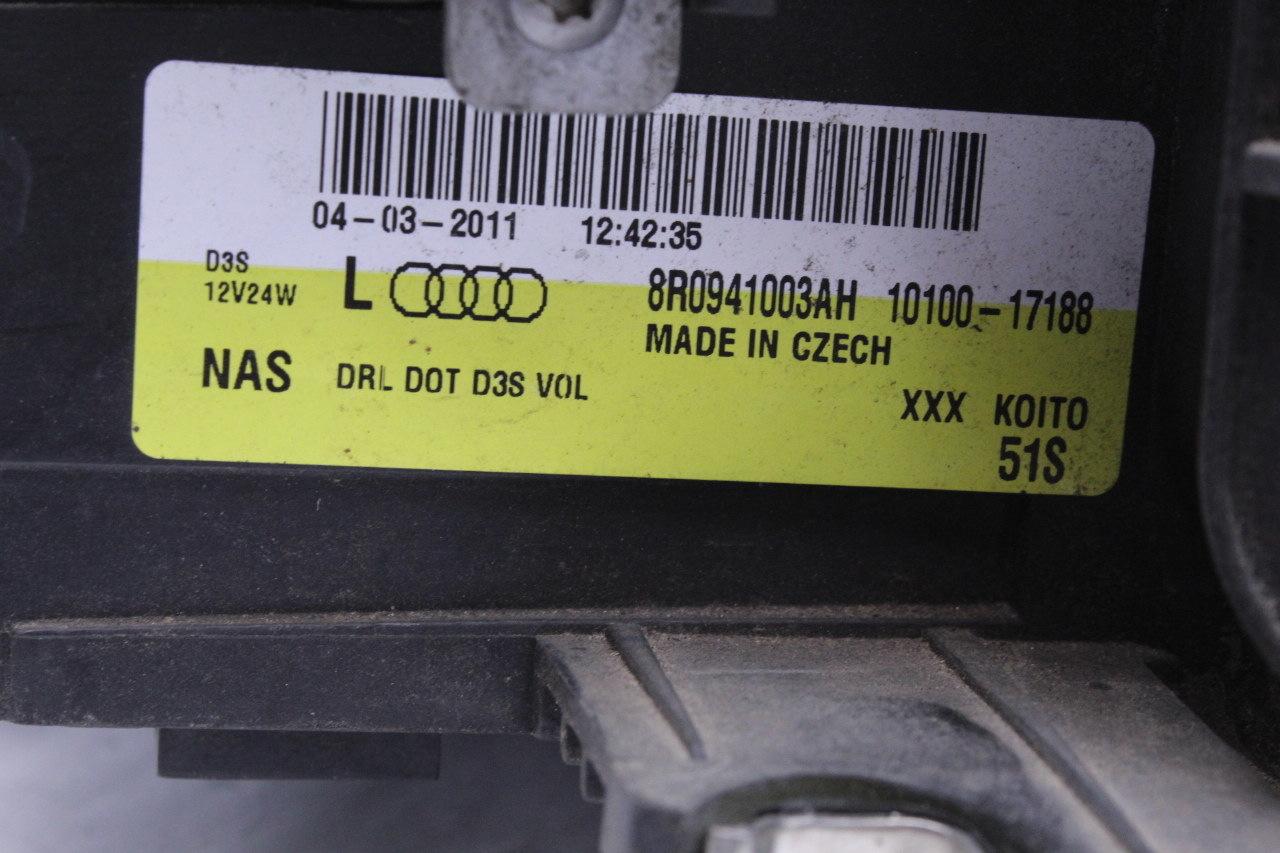 04-03-2011 12:42:35
D3S
12V24W
L 8R0941003AH 10100-17188
MADE IN CZECH
NAS DRL DOT D3S VOL
XXX KOITO
51S